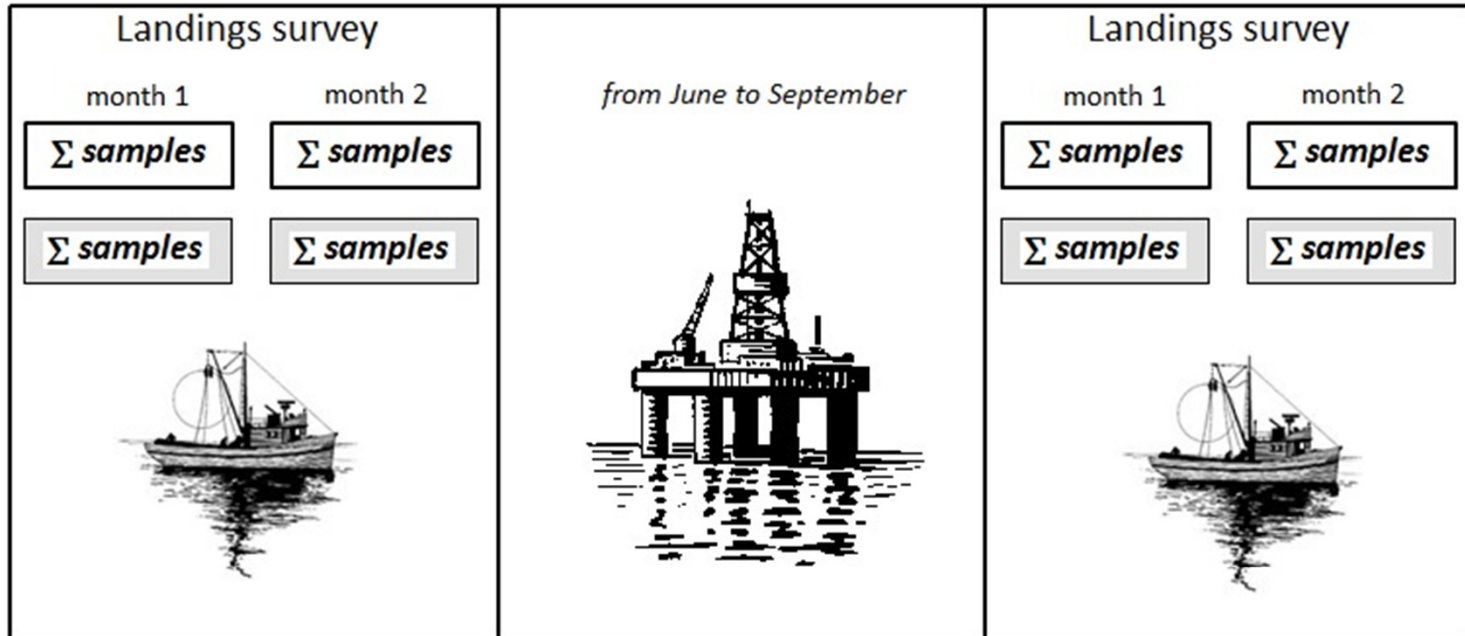 Landings survey
month 1 month 2
Σ samples Σ samples
Σ samples Σ samples
from June to September
Landings survey
month 1 month 2
Σ samples Σ samples
Σ samples Σ samples